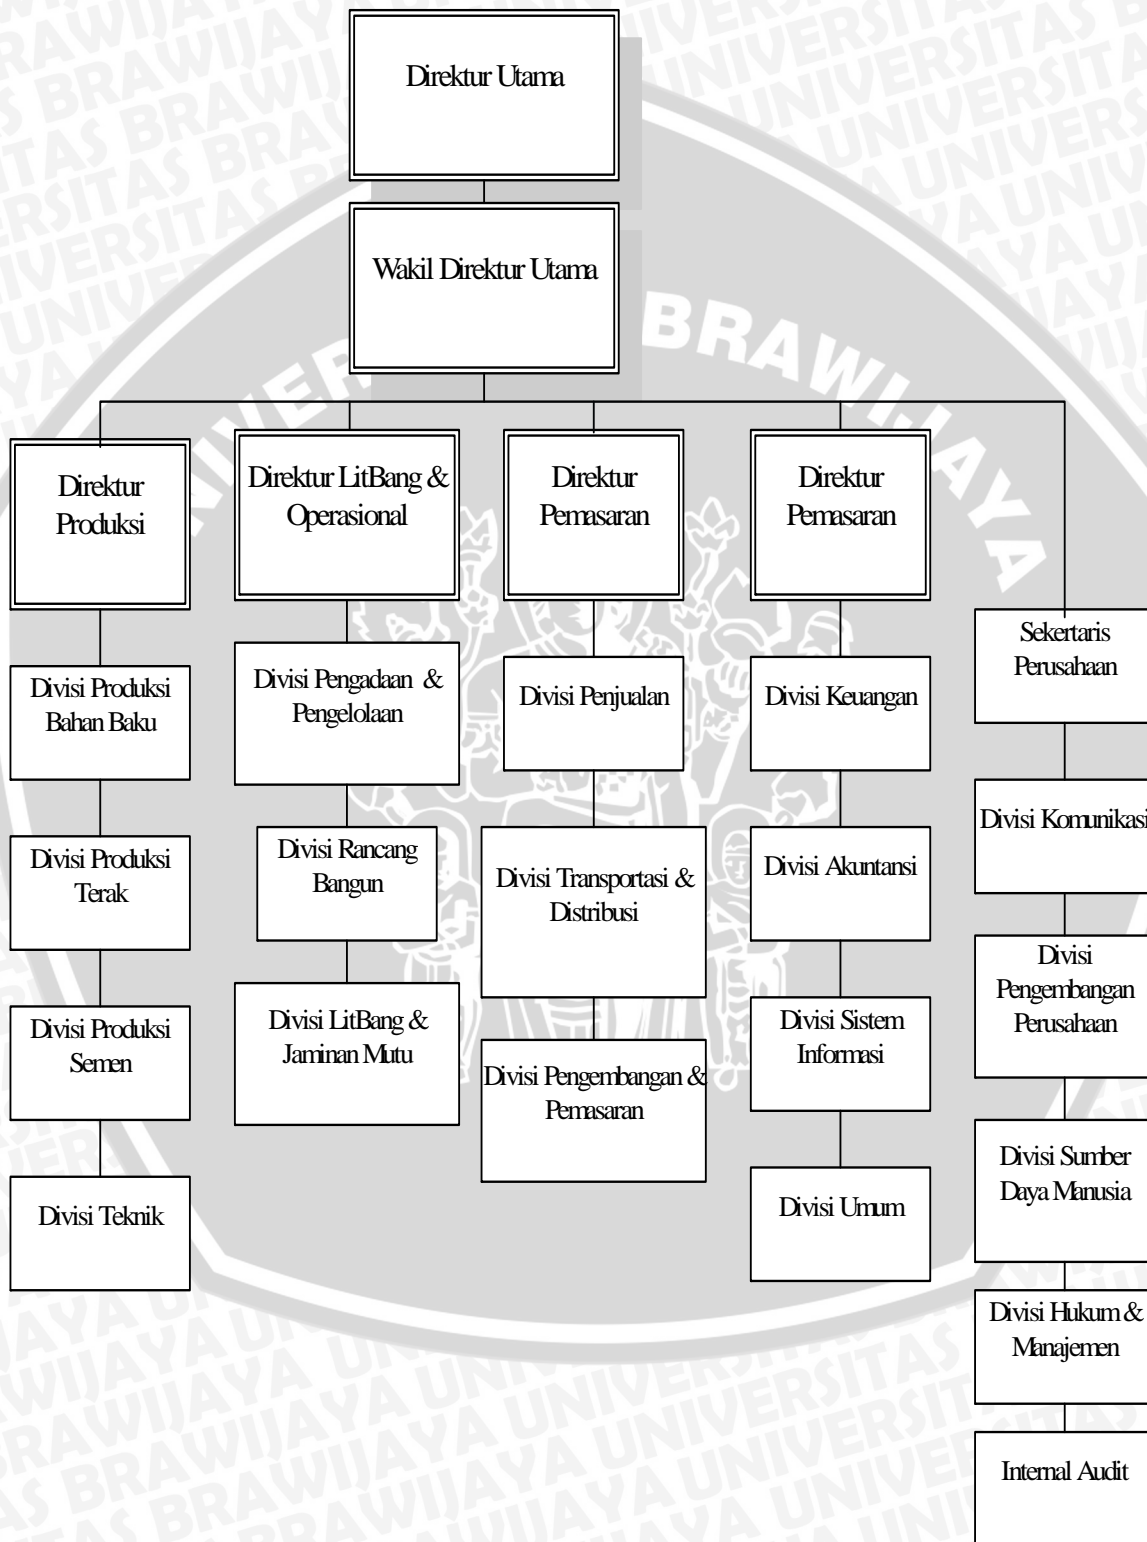 Direktur Utama
Wakil Direktur Utama
Direktur
Produksi
Direktur LitBang &
Operasional
Direktur
Pemasaran
Direktur
Pemasaran
Sekertaris
Perusahaan
Divisi Produksi
Bahan Baku
Divisi Produksi
Terak
Divisi Produksi
Semen
Divisi Teknik
Divisi Pengadaan &
Pengelolaan
Divisi Rancang
Bangun
Divisi LitBang &
Jaminan Mutu
Divisi Penjualan
Divisi Transportasi &
Distribusi
Divisi Pengembangan &
Pemasaran
Divisi Keuangan
Divisi Akuntansi
Divisi Sistem
Informasi
Divisi Umum
Divisi Komunikasi
Divisi
Pengembangan
Perusahaan
Divisi Sumber
Daya Manusia
Divisi Hukum &
Manajemen
Internal Audit
BRAWIJAYA